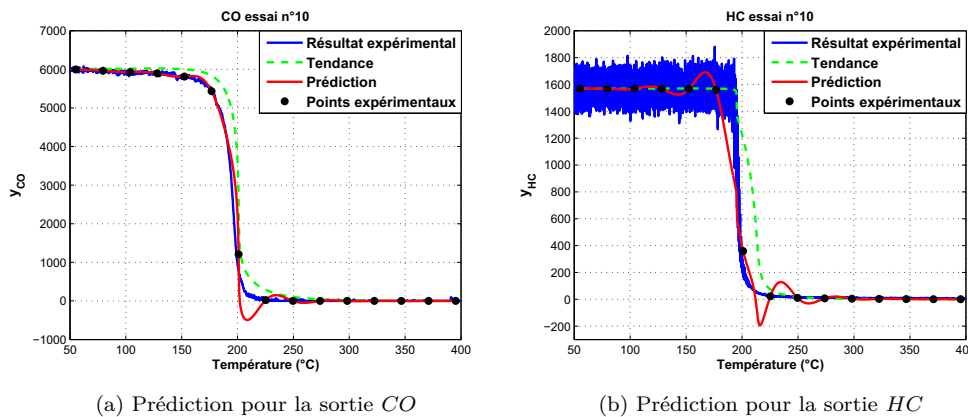 CO essai n°10
7000
6000
5000
4000
3000
2000
1000
0
−1000
y_CO
50 100 150 200 250 300 350 400
Température (°C)
Résultat expérimental
Tendance
Prédiction
Points expérimentaux
(a) Prédiction pour la sortie CO
HC essai n°10
2000
1800
1600
1400
1200
1000
800
600
400
200
0
−200
y_HC
50 100 150 200 250 300 350 400
Température (°C)
Résultat expérimental
Tendance
Prédiction
Points expérimentaux
(b) Prédiction pour la sortie HC